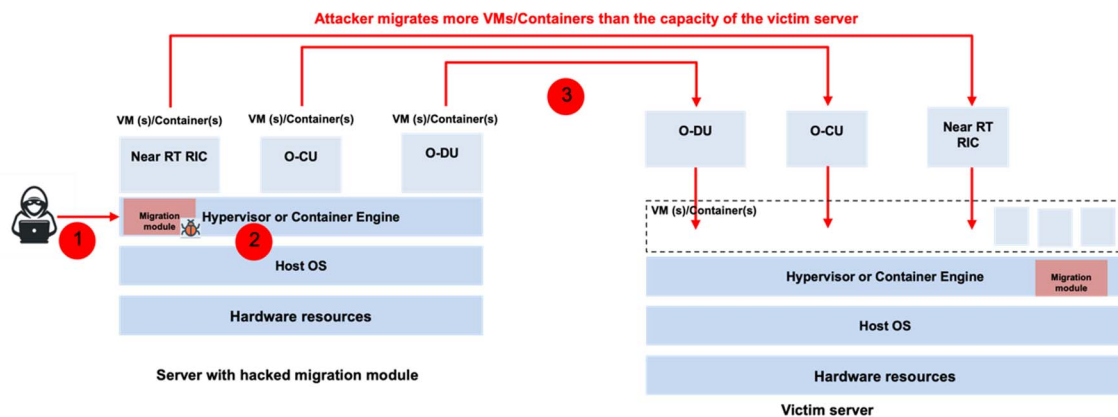 Attacker migrates more VMs/Containers than the capacity of the victim server
3
VM (s)/Container(s)
VM (s)/Container(s)
VM (s)/Container(s)
Near RT RIC
O-CU
O-DU
O-DU
O-CU
Near RT
RIC
1
Migration
module
2
Hypervisor or Container Engine
Host OS
Hardware resources
Server with hacked migration module
VM (s)/Container(s)
Hypervisor or Container Engine
Migration
module
Host OS
Hardware resources
Victim server